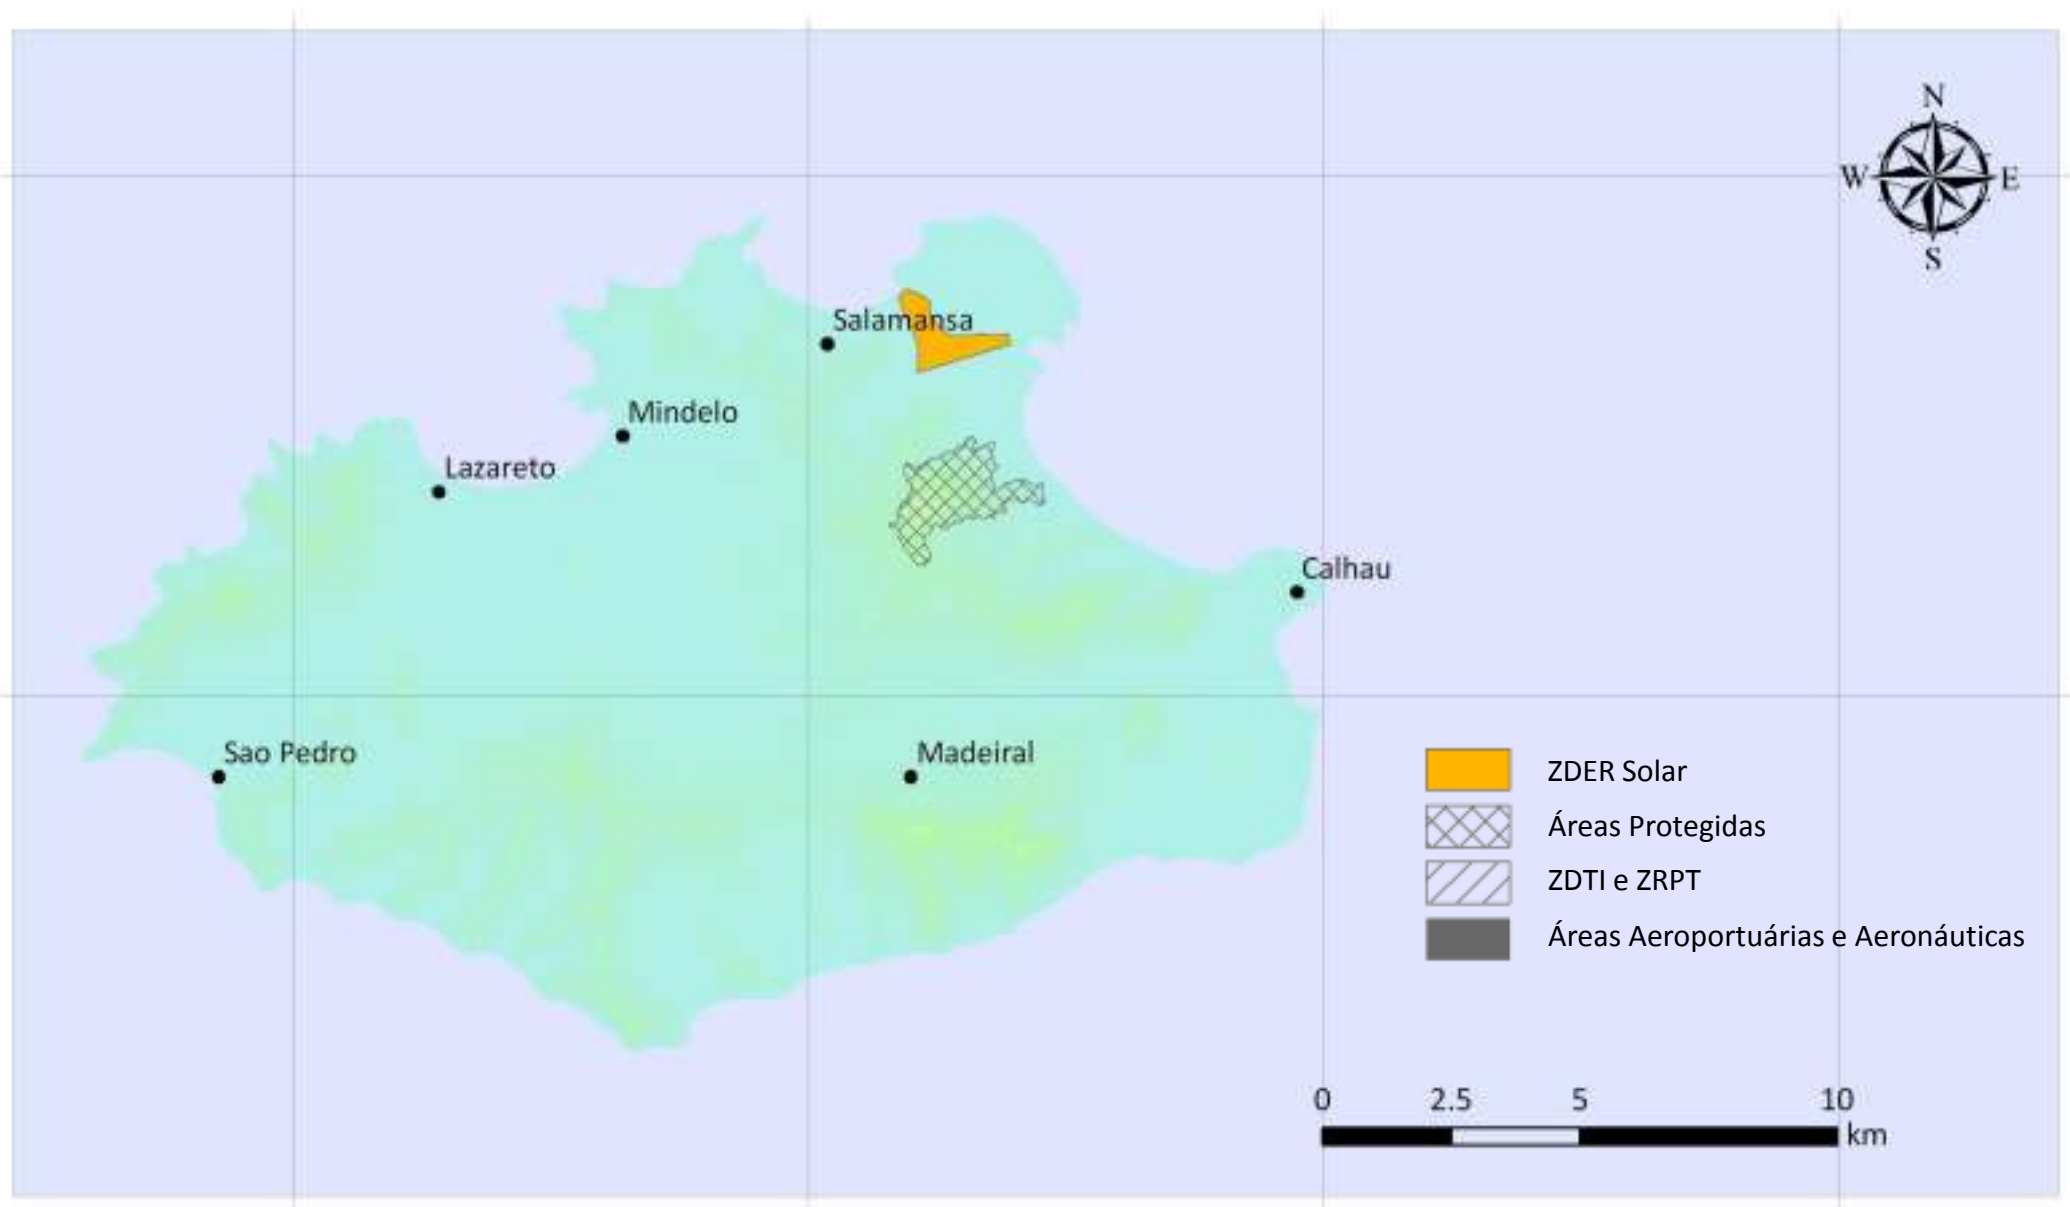 N
W E
S
Salamansa
Mindelo
Lazareto
Calhau
Sao Pedro
Madeiral
ZDER Solar
Áreas Protegidas
ZDTI e ZRPT
Áreas Aeroportuárias e Aeronáuticas
0 2.5 5 10
km